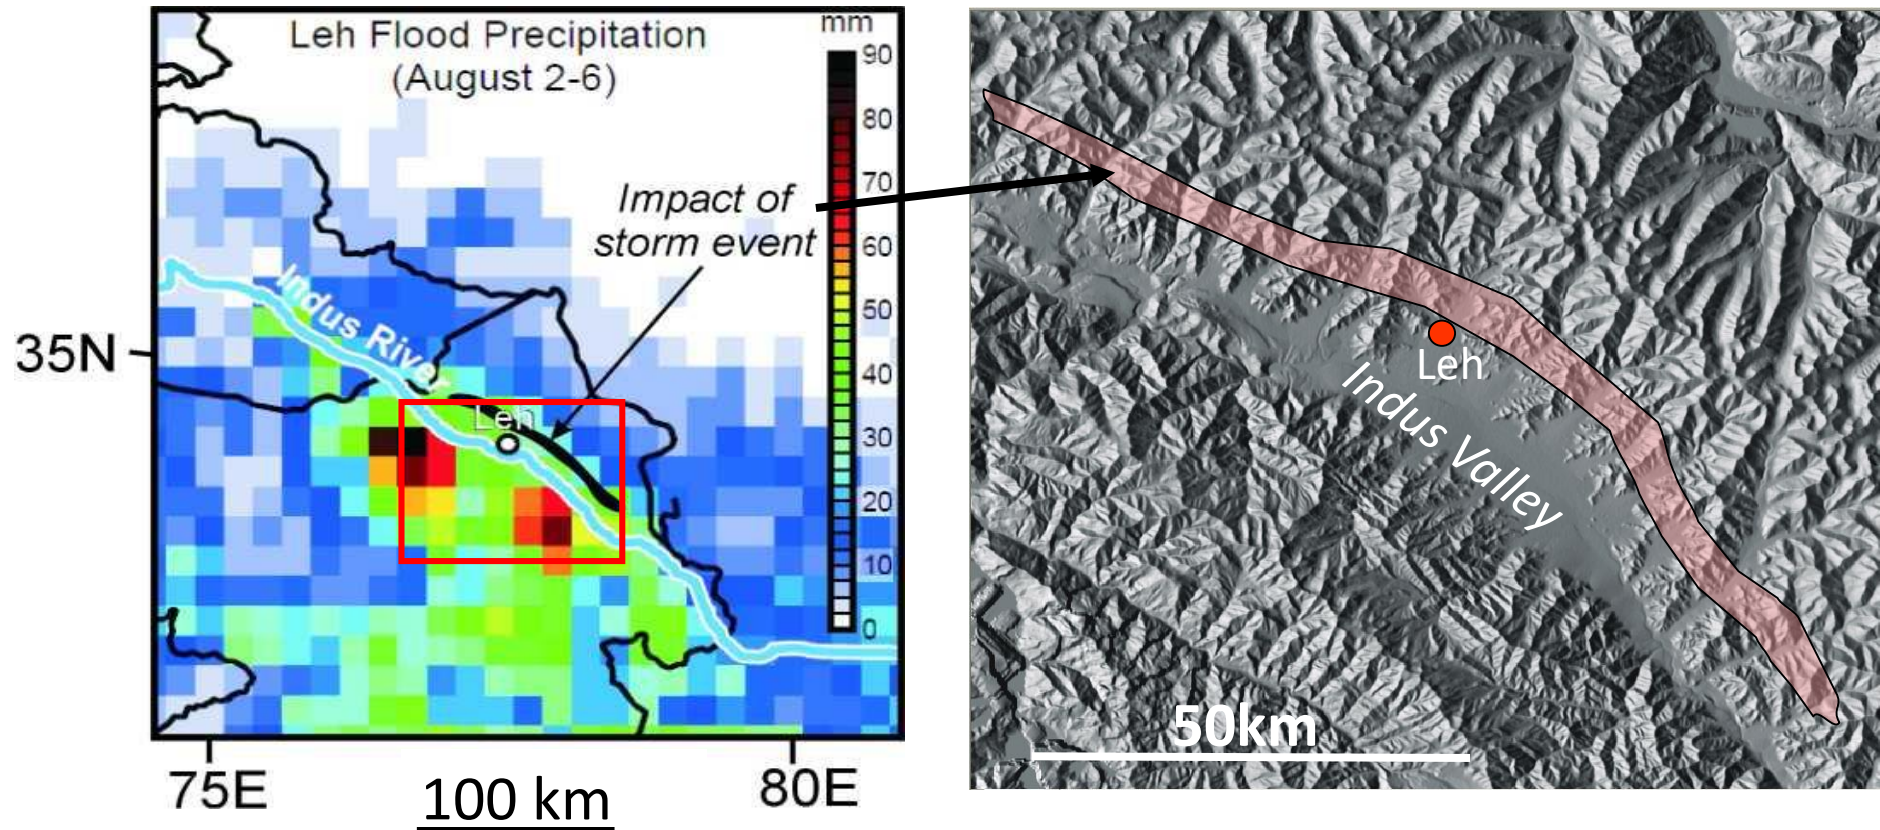 Leh Flood Precipitation
(August 2-6)
mm
90
80
70
60
50
40
30
20
10
0
Impact of
storm event
Indus River
Leh
35N
75E
80E
100 km
Leh
Indus Valley
50km